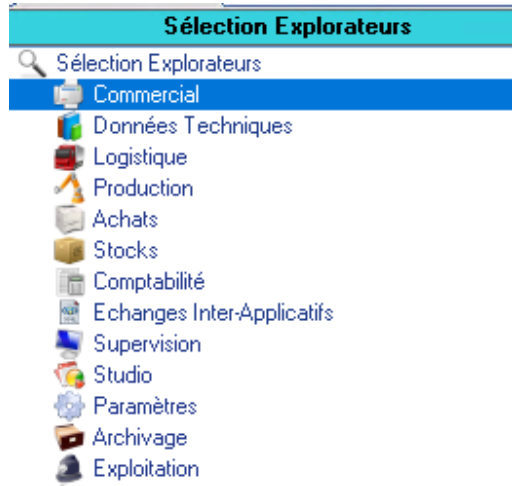 Sélection Explorateurs
Sélection Explorateurs
Commercial
Données Techniques
Logistique
Production
Achats
Stocks
Comptabilité
Echanges Inter-Applicatifs
Supervision
Studio
Paramètres
Archivage
Exploitation